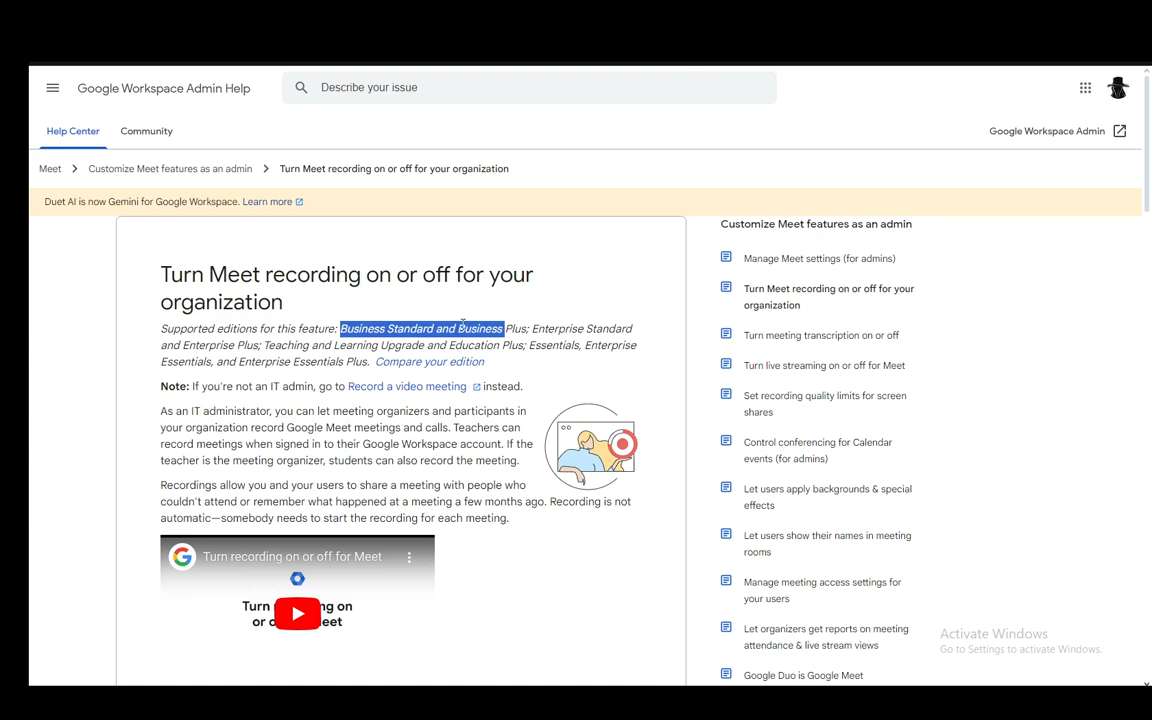 Google Workspace Admin Help
Describe your issue
Help Center
Community
Google Workspace Admin
Meet
Customize Meet features as an admin
Turn Meet recording on or off for your organization
Duet AI is now Gemini for Google Workspace. Learn more
Turn Meet recording on or off for your
organization
Supported editions for this feature: Business Standard and Business Plus; Enterprise Standard
and Enterprise Plus; Teaching and Learning Upgrade and Education Plus; Essentials, Enterprise
Essentials, and Enterprise Essentials Plus. Compare your edition
Note: If you're not an IT admin, go to Record a video meeting instead.
As an IT administrator, you can let meeting organizers and participants in
your organization record Google Meet meetings and calls. Teachers can
record meetings when signed in to their Google Workspace account. If the
teacher is the meeting organizer, students can also record the meeting.
Recordings allow you and your users to share a meeting with people who
couldn't attend or remember what happened at a meeting a few months ago. Recording is not
automatic—somebody needs to start the recording for each meeting.
Turn recording on or off for Meet
Customize Meet features as an admin
Manage Meet settings (for admins)
Turn Meet recording on or off for your
organization
Turn meeting transcription on or off
Turn live streaming on or off for Meet
Set recording quality limits for screen
shares
Control conferencing for Calendar
events (for admins)
Let users apply backgrounds & special
effects
Let users show their names in meeting
rooms
Manage meeting access settings for
your users
Let organizers get reports on meeting
attendance & live stream views
Google Duo is Google Meet
Activate Windows
Go to Settings to activate Windows.